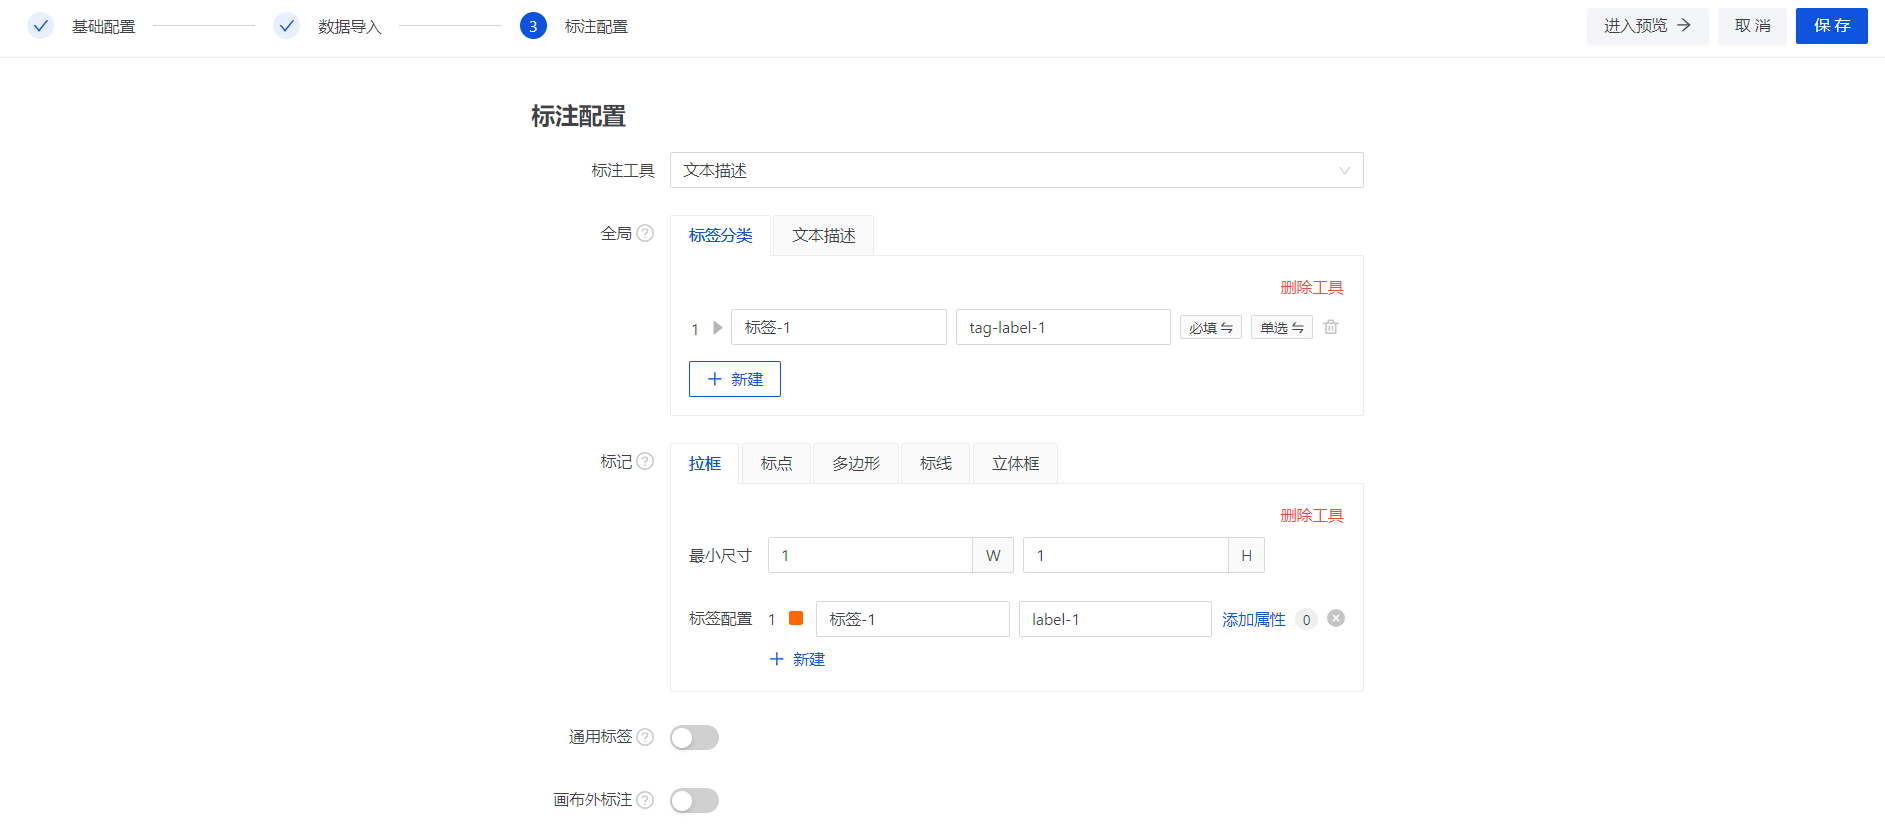 基础配置
数据导入
3 标注配置
进入预览
取 消
保 存
标注配置
标注工具 文本描述
全局 标签分类 文本描述
删除工具
1 标签-1 tag-label-1 必填 单选
新建
标记 拉框 标点 多边形 标线 立体框
删除工具
最小尺寸 1 W 1 H
标签配置 1 标签-1 label-1 添加属性 0
新建
通用标签
画布外标注